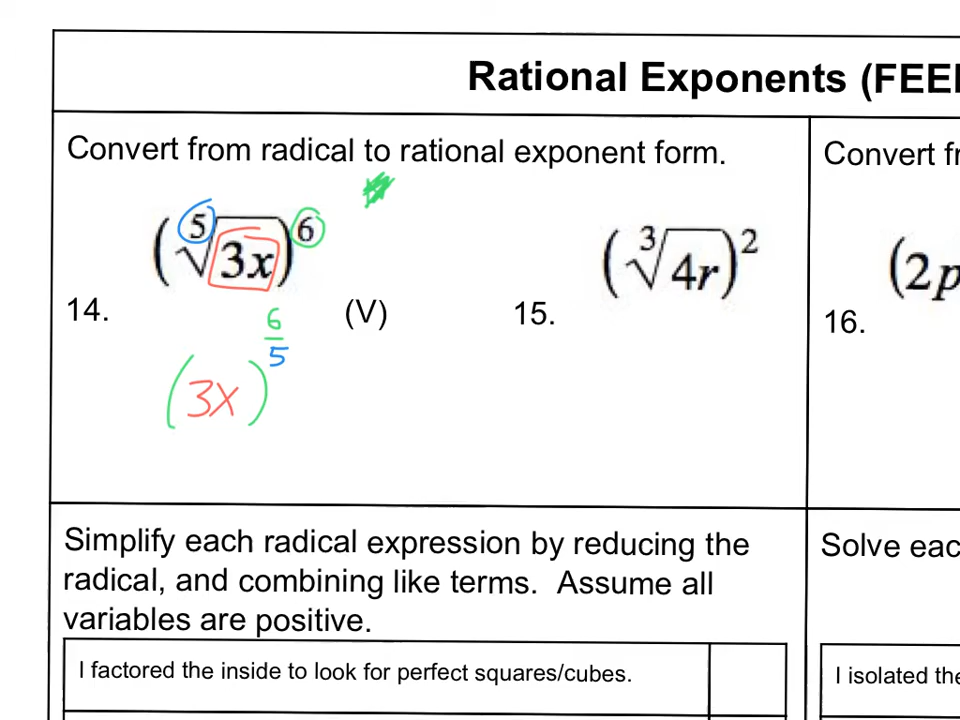 Rational Exponents (FEE
Convert from radical to rational exponent form.
Convert fr
14. (⁵√3x)⁶ (V)
15. (³√4r)²
16. (2p
(3x)^(6/5)
Simplify each radical expression by reducing the
radical, and combining like terms. Assume all
variables are positive.
Solve eac
I factored the inside to look for perfect squares/cubes.
I isolated the